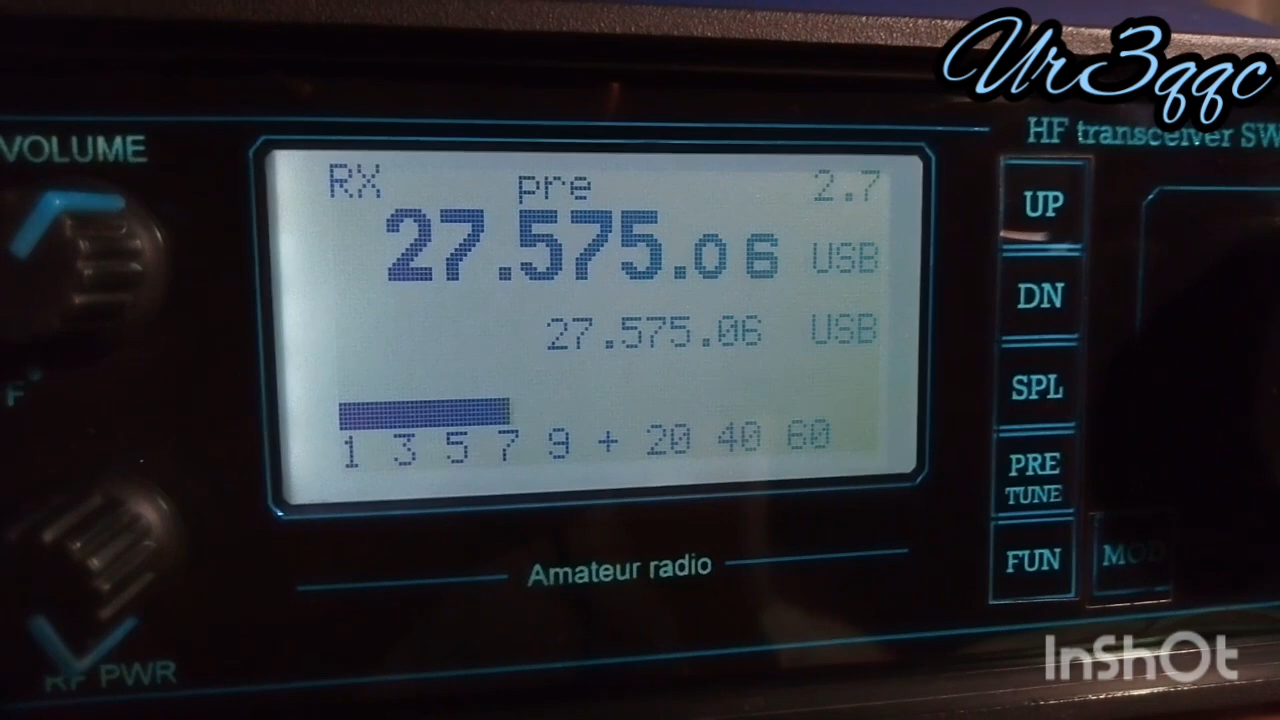 Ur3qqc
HF transceiver SW
VOLUME
RX pre 2.7
27.575.06 USB
27.575.06 USB
1 3 5 7 9 + 20 40 60
UP
DN
SPL
PRE
TUNE
FUN
MOD
Amateur radio
RF PWR
InShOt